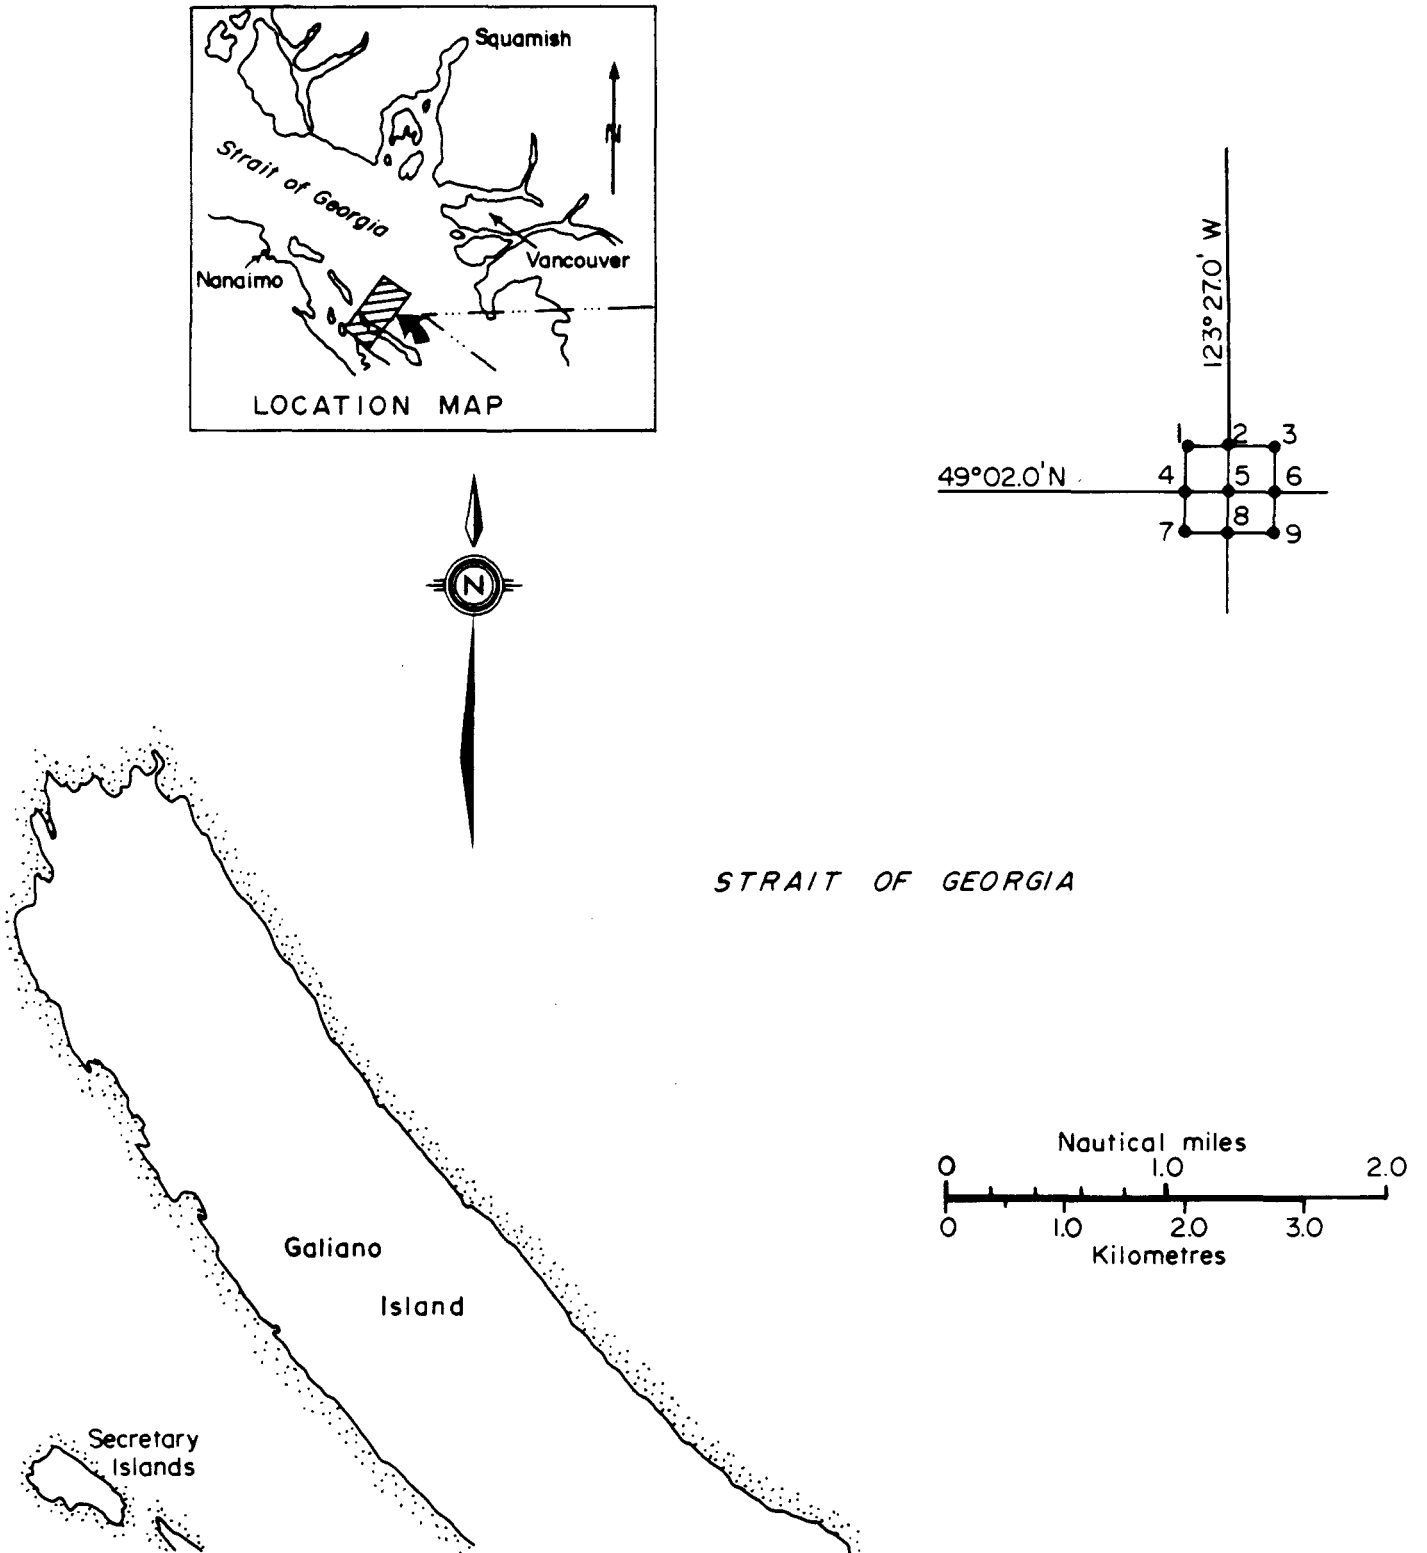 Squamish
N
Strait of Georgia
Nanaimo
Vancouver
LOCATION MAP
123° 27.0' W
1 2 3
49°02.0'N 4 5 6
7 8 9
N
STRAIT OF GEORGIA
Nautical miles
0 1.0 2.0
0 1.0 2.0 3.0
Kilometres
Galiano
Island
Secretary
Islands